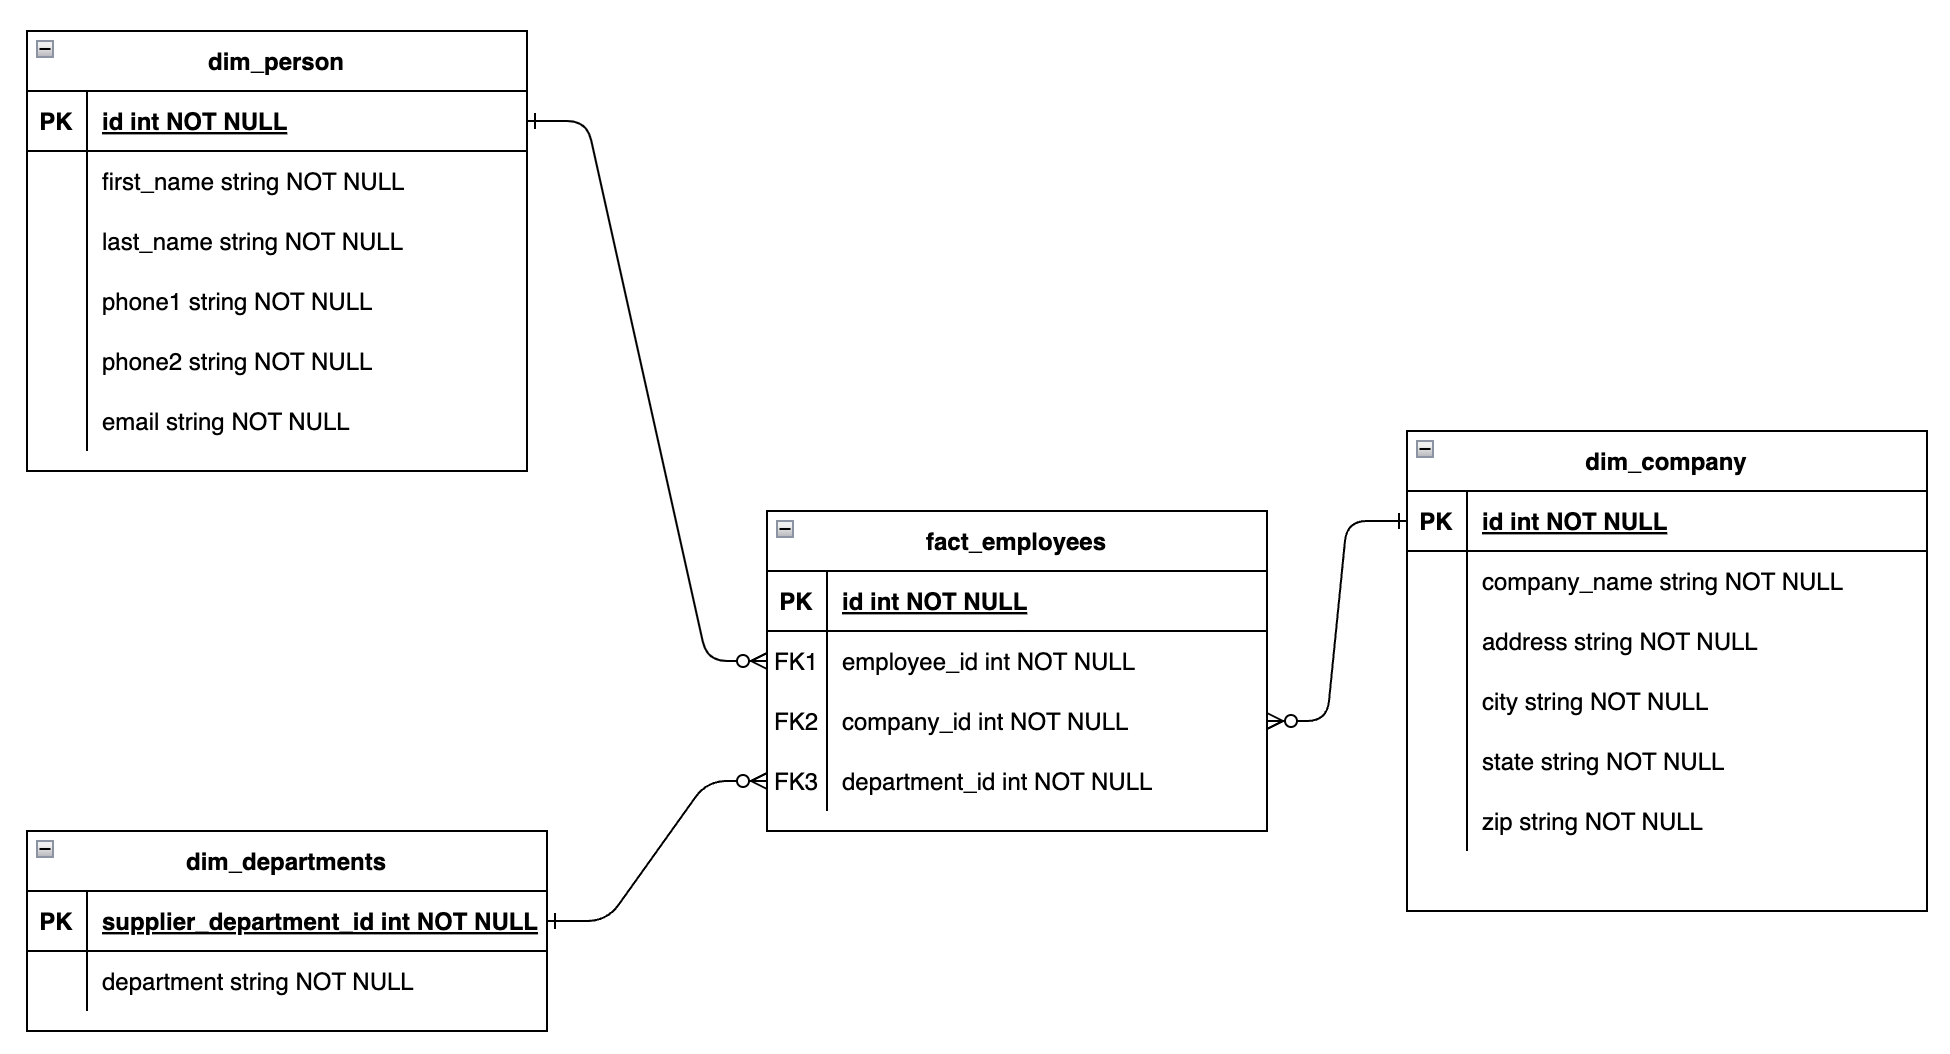 dim_person
PK id int NOT NULL
first_name string NOT NULL
last_name string NOT NULL
phone1 string NOT NULL
phone2 string NOT NULL
email string NOT NULL
dim_company
PK id int NOT NULL
company_name string NOT NULL
address string NOT NULL
city string NOT NULL
state string NOT NULL
zip string NOT NULL
fact_employees
PK id int NOT NULL
FK1 employee_id int NOT NULL
FK2 company_id int NOT NULL
FK3 department_id int NOT NULL
dim_departments
PK supplier_department_id int NOT NULL
department string NOT NULL